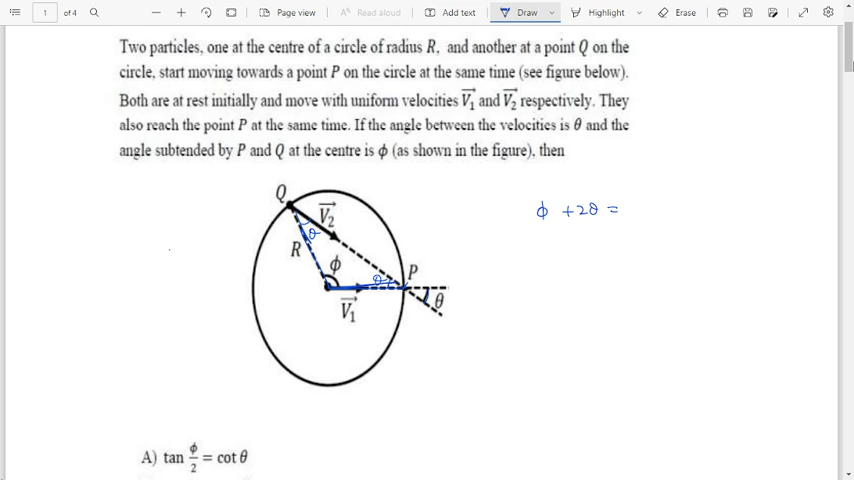 1 of 4 Page view Read aloud Add text Draw Highlight Erase
Two particles, one at the centre of a circle of radius R, and another at a point Q on the
circle, start moving towards a point P on the circle at the same time (see figure below).
Both are at rest initially and move with uniform velocities V₁⃗ and V₂⃗ respectively. They
also reach the point P at the same time. If the angle between the velocities is θ and the
angle subtended by P and Q at the centre is ϕ (as shown in the figure), then
Q
V₂⃗
θ
ϕ + 2θ =
R
ϕ
P
θ
V₁⃗
θ
A) tan ϕ/2 = cot θ